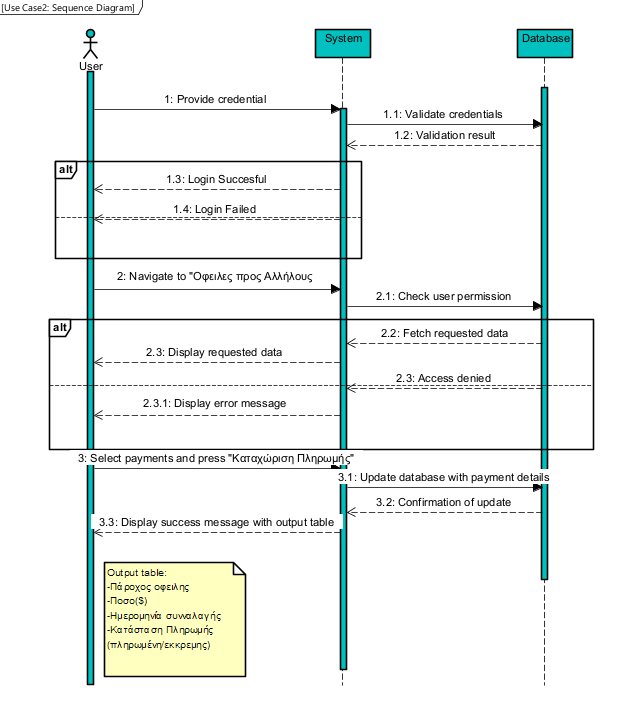 [Use Case2: Sequence Diagram]
System
Database
User
1: Provide credential
1.1: Validate credentials
1.2: Validation result
alt
1.3: Login Succesful
1.4: Login Failed
2: Navigate to "Οφειλες προς Αλλήλους
2.1: Check user permission
alt
2.2: Fetch requested data
2.3: Display requested data
2.3: Access denied
2.3.1: Display error message
3: Select payments and press "Καταχώριση Πληρωμής"
3.1: Update database with payment details
3.2: Confirmation of update
3.3: Display success message with output table
Output table:
-Πάροχος οφειλης
-Ποσο($)
-Ημερομηνία συναλαγής
-Κατάσταση Πληρωμής
(πληρωμένη/εκκρεμης)